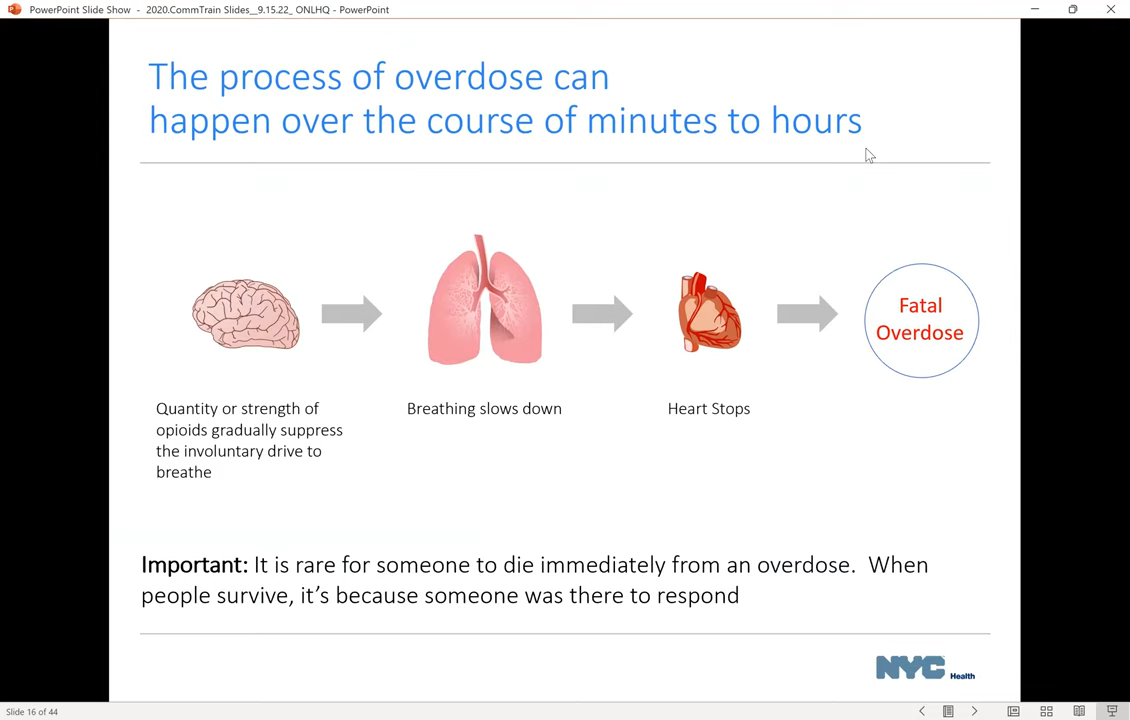 PowerPoint Slide Show - 2020.CommTrain Slides__9.15.22_ ONLHQ - PowerPoint
The process of overdose can
happen over the course of minutes to hours
Fatal
Overdose
Quantity or strength of
opioids gradually suppress
the involuntary drive to
breathe
Breathing slows down
Heart Stops
Important: It is rare for someone to die immediately from an overdose.  When
people survive, it's because someone was there to respond
NYC Health
Slide 16 of 44